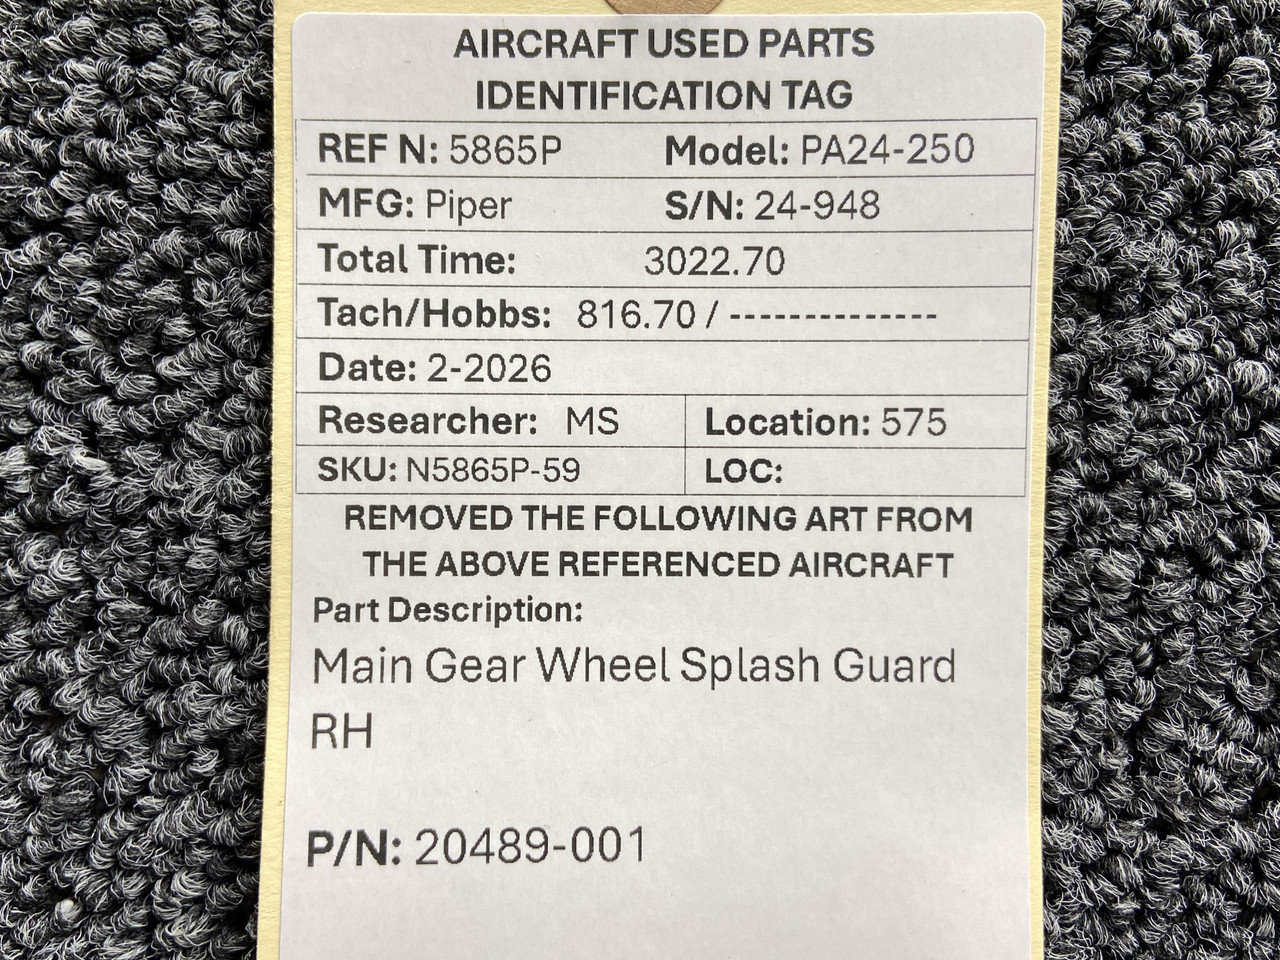 AIRCRAFT USED PARTS
IDENTIFICATION TAG
REF N: 5865P Model: PA24-250
MFG: Piper S/N: 24-948
Total Time: 3022.70
Tach/Hobbs: 816.70 / --------------
Date: 2-2026
Researcher: MS Location: 575
SKU: N5865P-59 LOC:
REMOVED THE FOLLOWING ART FROM
THE ABOVE REFERENCED AIRCRAFT
Part Description:
Main Gear Wheel Splash Guard
RH
P/N: 20489-001